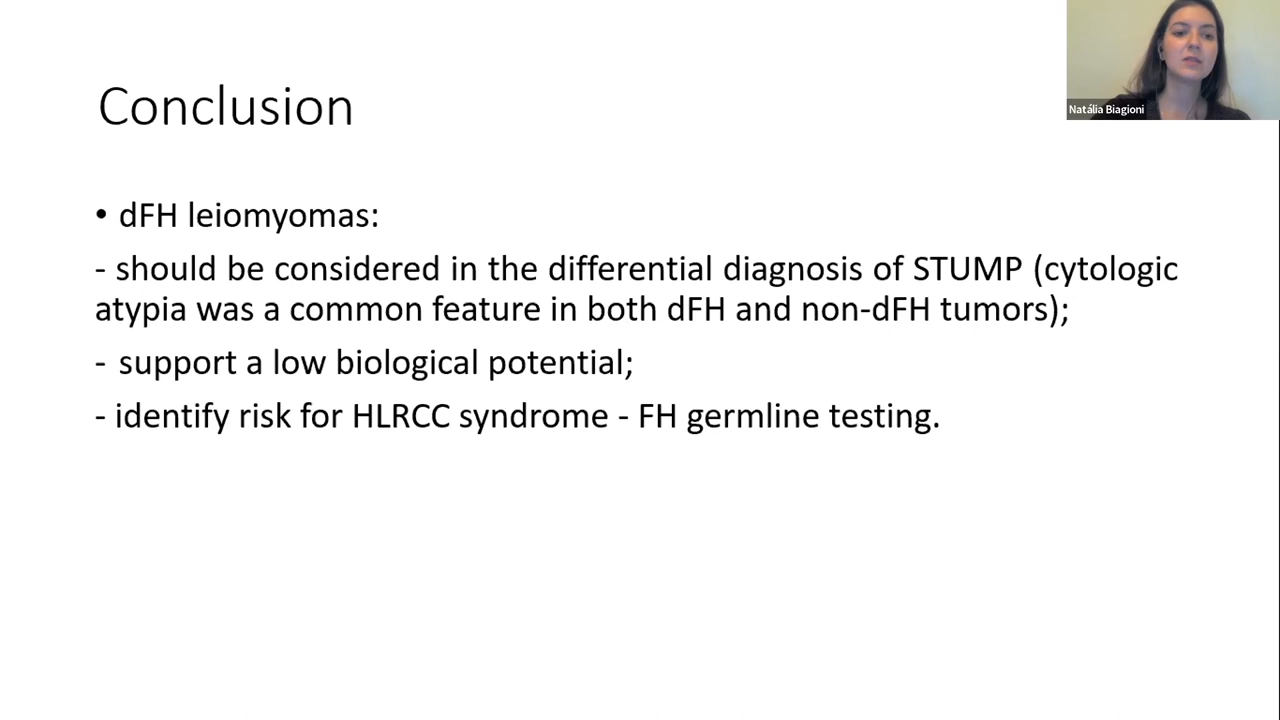 Conclusion
Natália Biagioni
• dFH leiomyomas:
- should be considered in the differential diagnosis of STUMP (cytologic
atypia was a common feature in both dFH and non-dFH tumors);
- support a low biological potential;
- identify risk for HLRCC syndrome - FH germline testing.